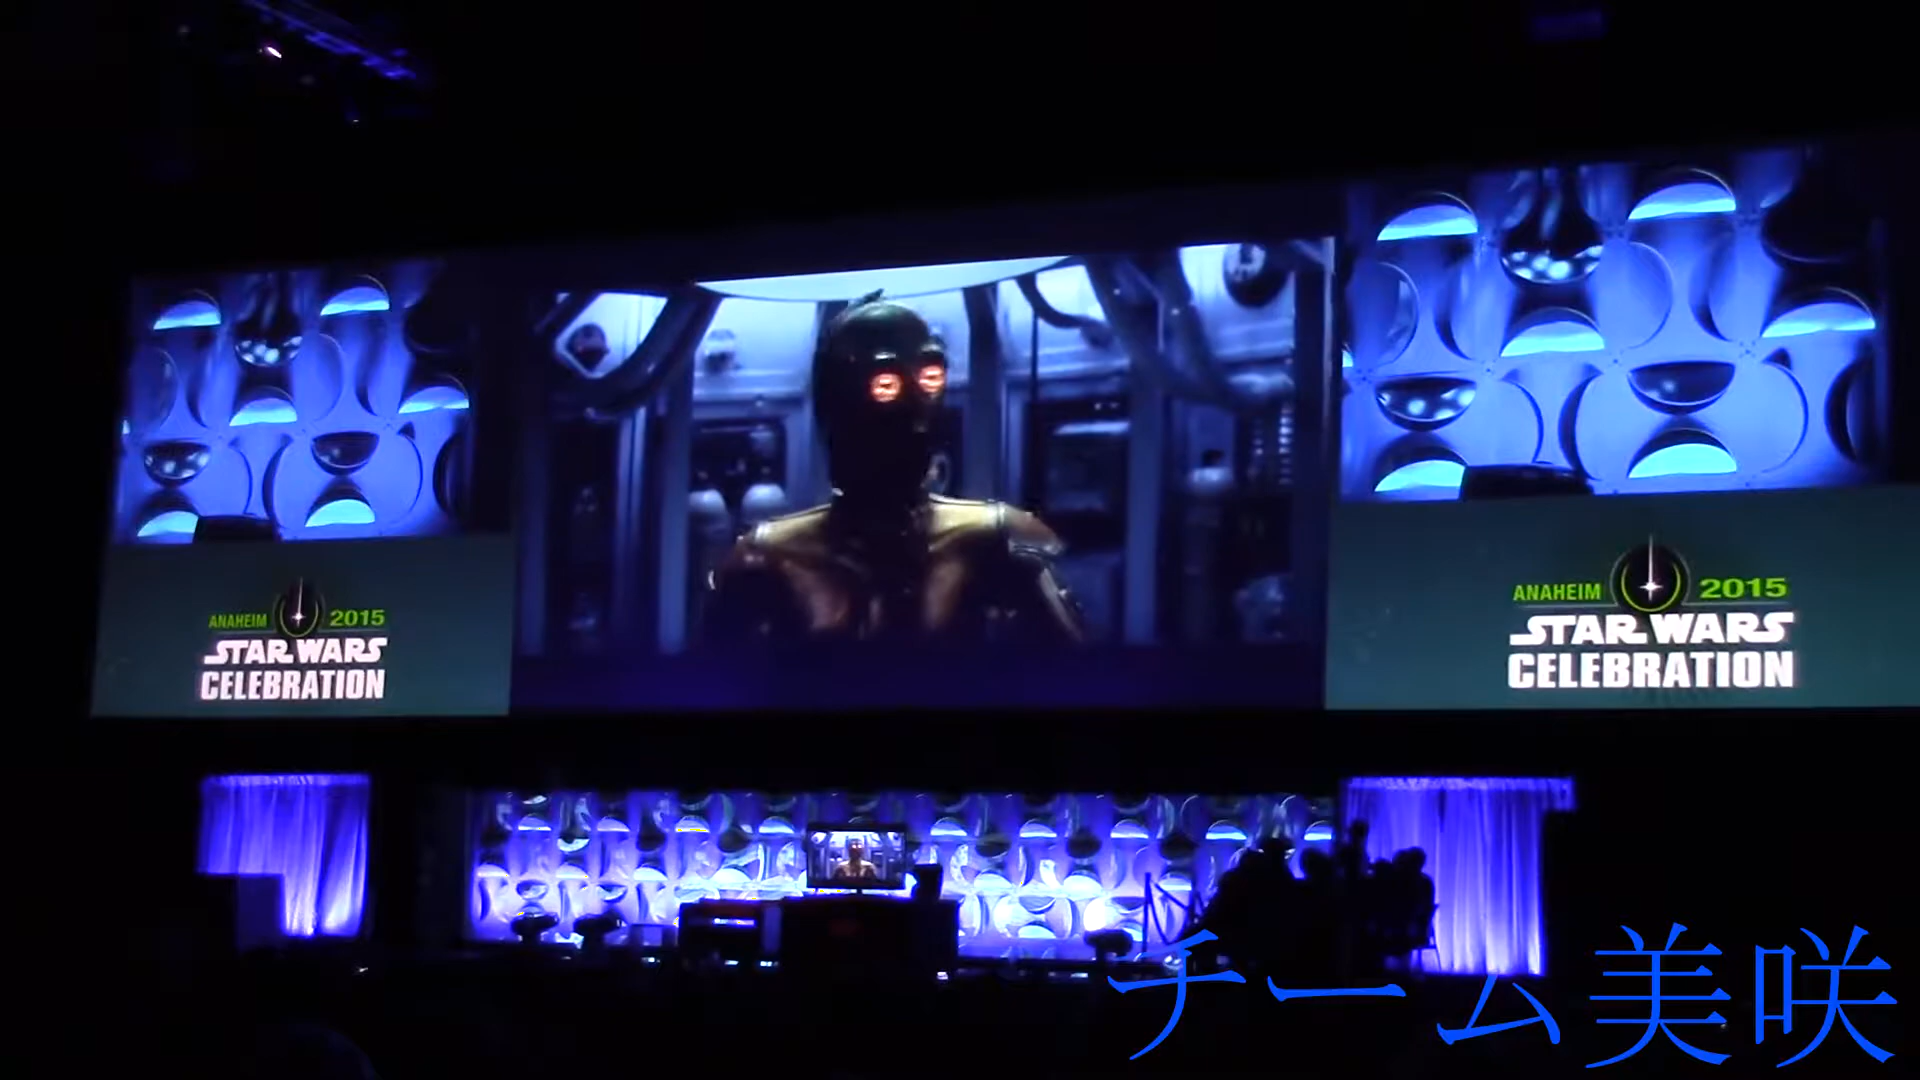 ANAHEIM 2015
STAR WARS
CELEBRATION
ANAHEIM 2015
STAR WARS
CELEBRATION
チーム美咲